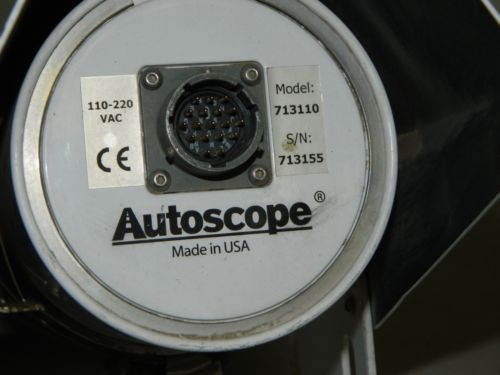 110-220
VAC
CE
Model:
713110
S/N:
713155
Autoscope®
Made in USA